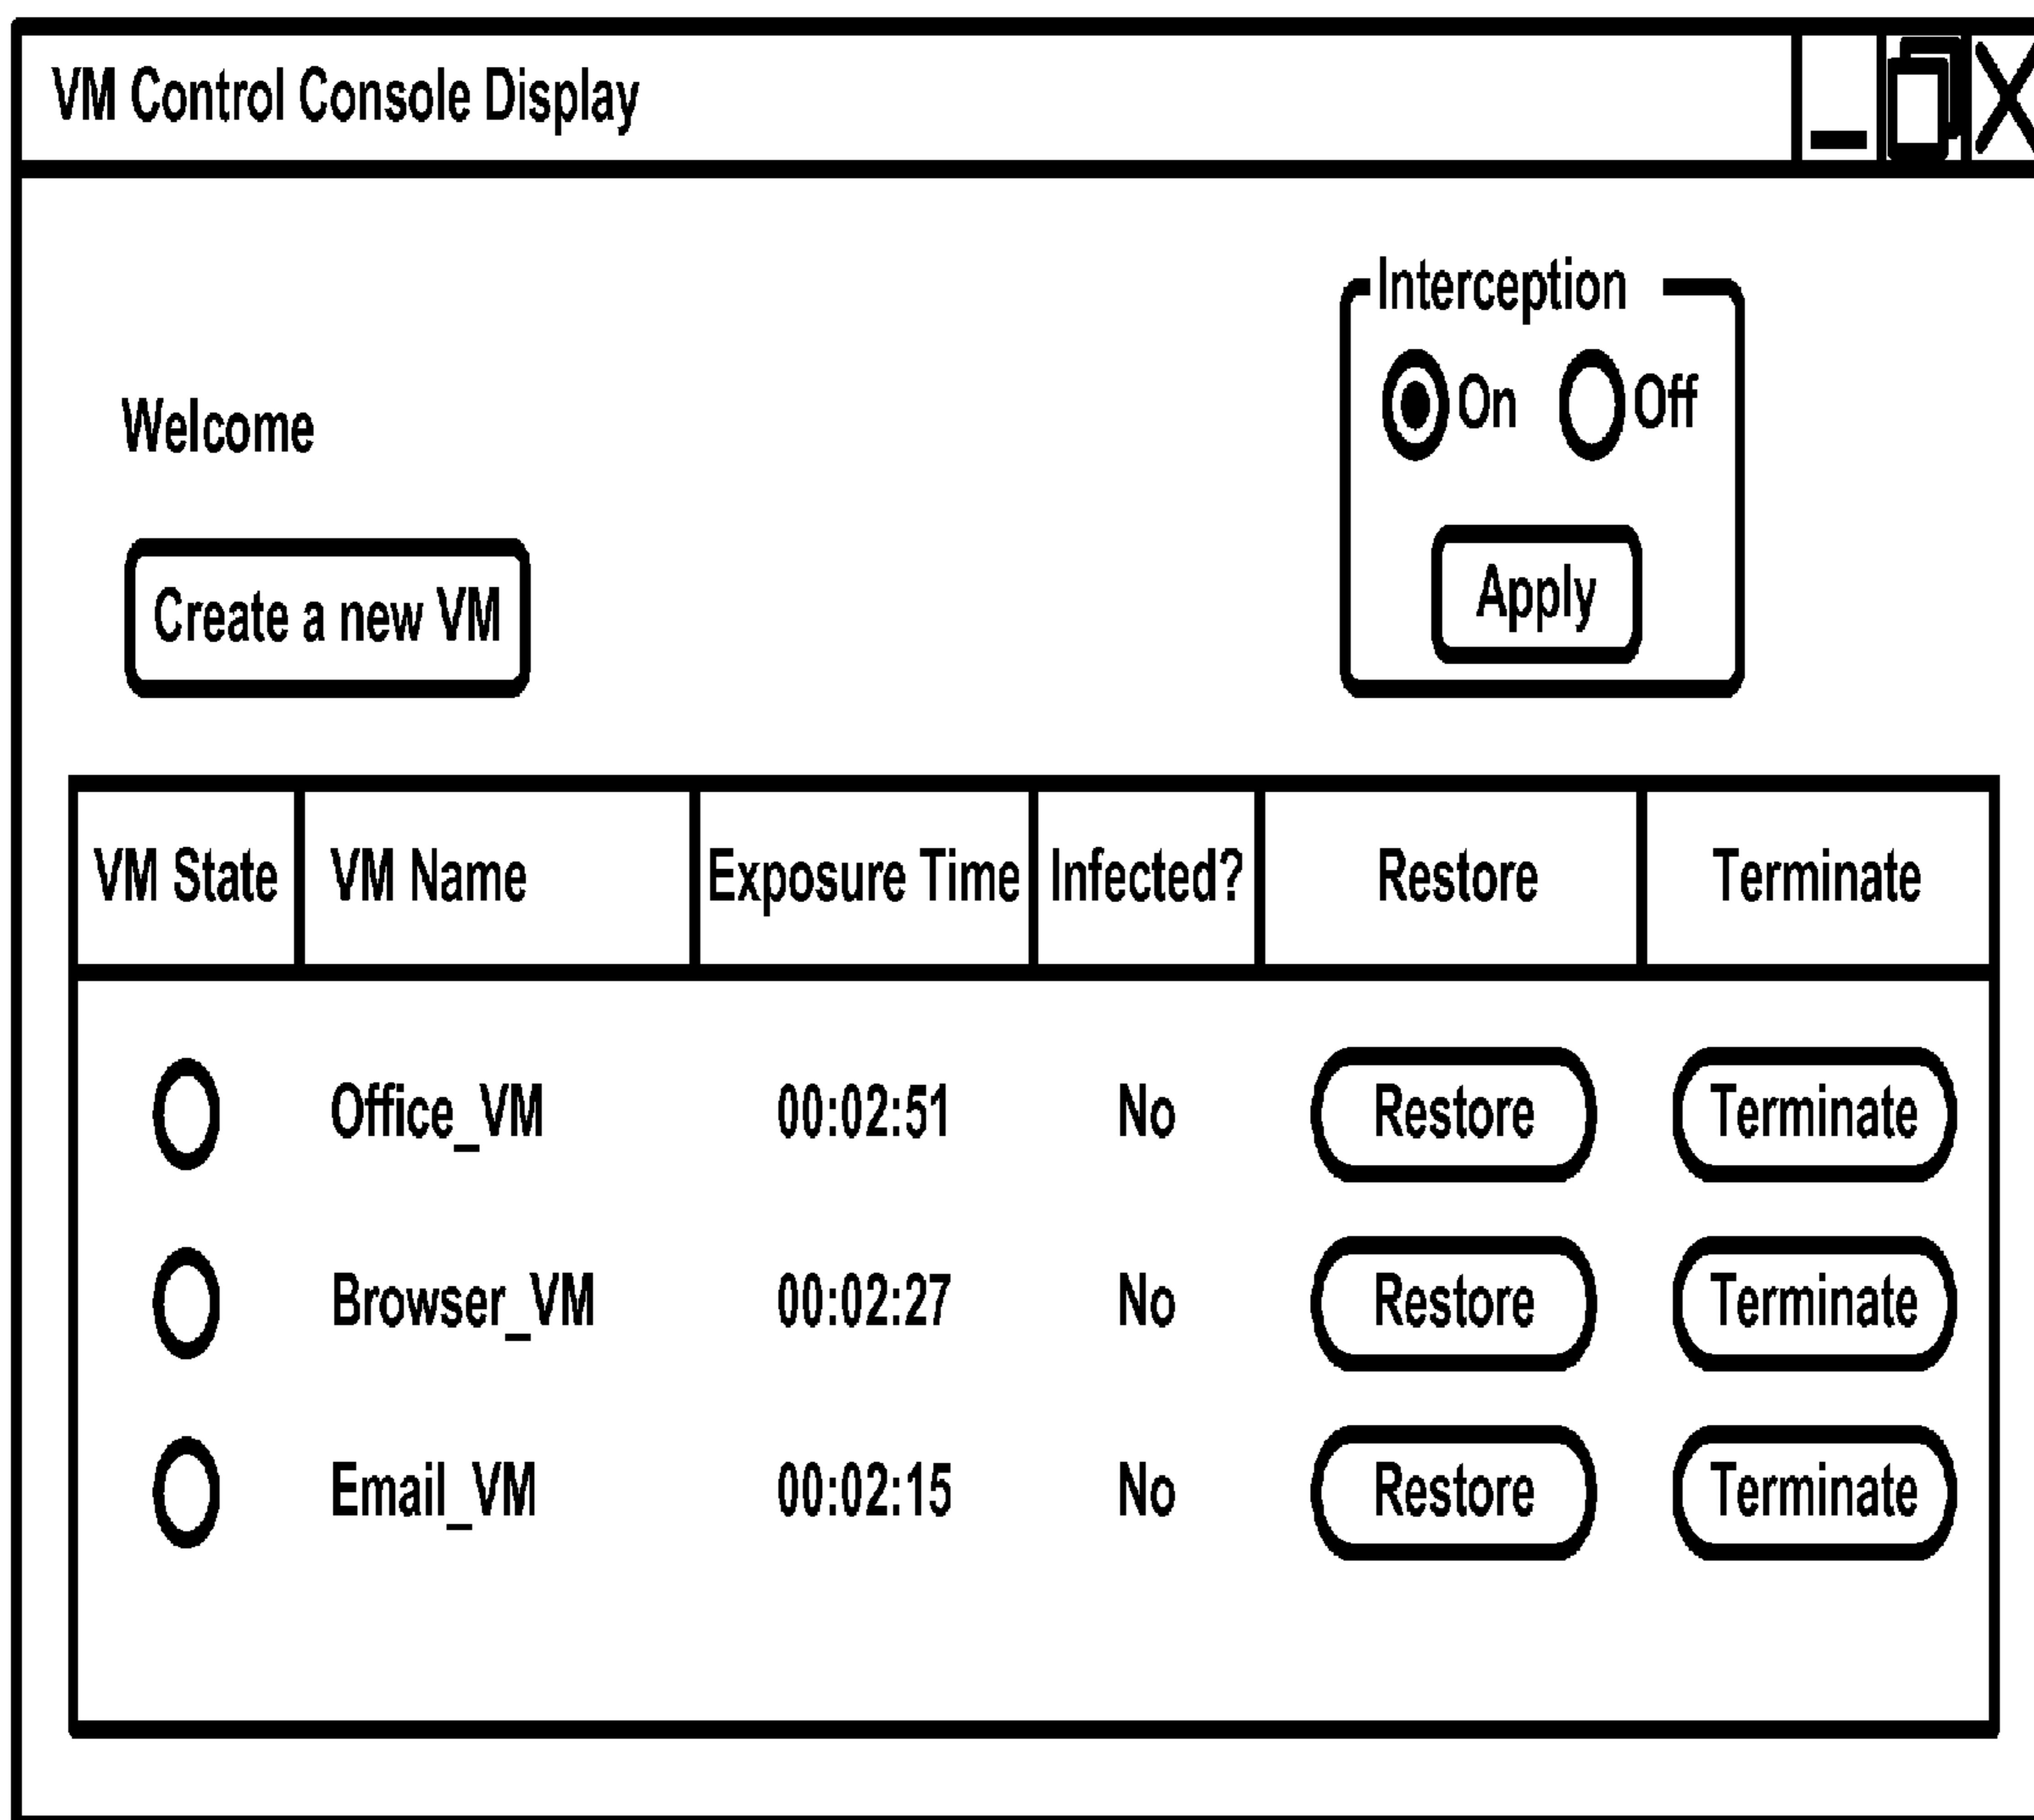 VM Control Console Display
Interception
On Off
Welcome
Apply
Create a new VM
VM State VM Name Exposure Time Infected? Restore Terminate
Office_VM 00:02:51 No Restore Terminate
Browser_VM 00:02:27 No Restore Terminate
Email_VM 00:02:15 No Restore Terminate